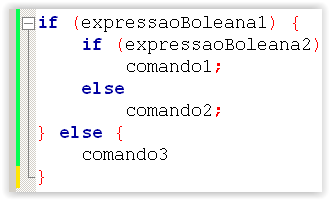 if (expressaoBoleana1) {
    if (expressaoBoleana2)
        comando1;
    else
        comando2;
} else {
    comando3
}